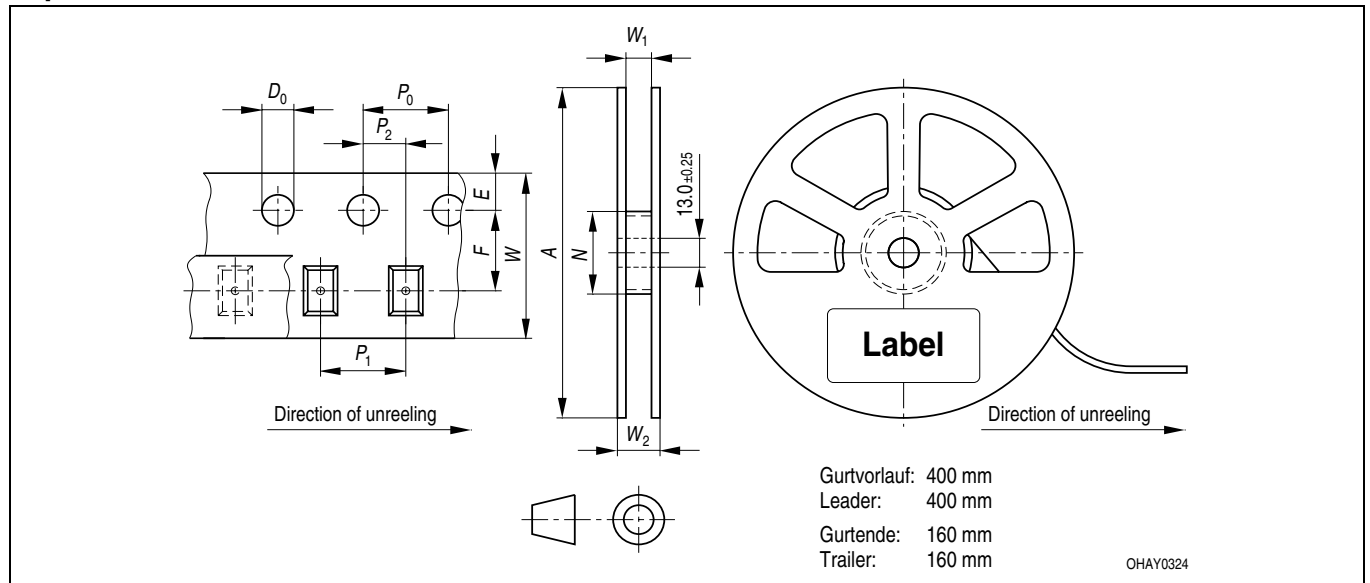 W1
D0
P0
P2
E
F
W
A
N
13.0 ±0.25
P1
W2
Label
Direction of unreeling
Direction of unreeling
Gurtvorlauf: 400 mm
Leader: 400 mm
Gurtende: 160 mm
Trailer: 160 mm
OHAY0324